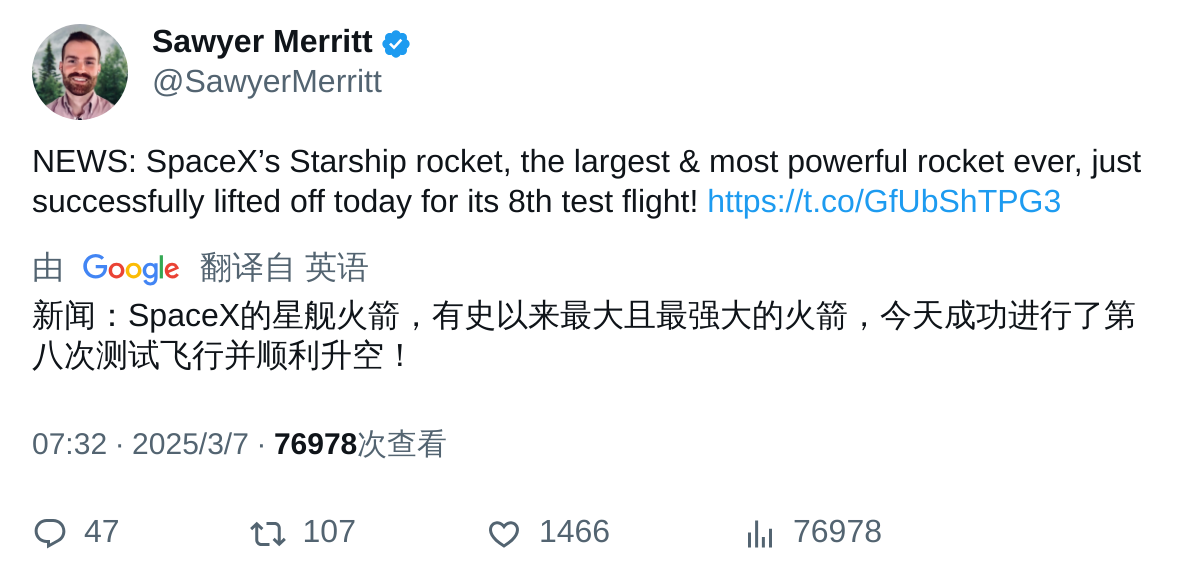 Sawyer Merritt
@SawyerMerritt
NEWS: SpaceX’s Starship rocket, the largest & most powerful rocket ever, just
successfully lifted off today for its 8th test flight! https://t.co/GfUbShTPG3
由 Google 翻译自 英语
新闻：SpaceX的星舰火箭，有史以来最大且最强大的火箭，今天成功进行了第
八次测试飞行并顺利升空！
07:32 · 2025/3/7 · 76978次查看
47 107 1466 76978